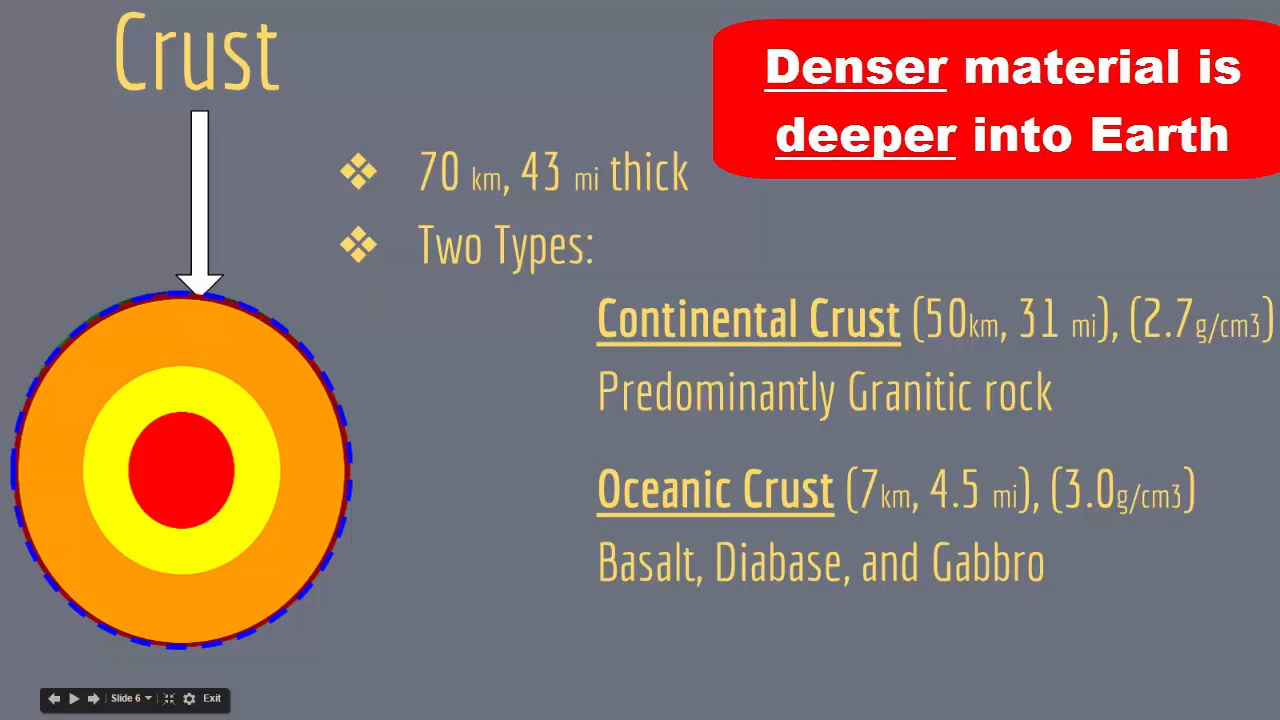 Crust
Denser material is
deeper into Earth
70 km, 43 mi thick
Two Types:
Continental Crust (50km, 31 mi), (2.7g/cm3)
Predominantly Granitic rock
Oceanic Crust (7km, 4.5 mi), (3.0g/cm3)
Basalt, Diabase, and Gabbro
Slide 6 Exit